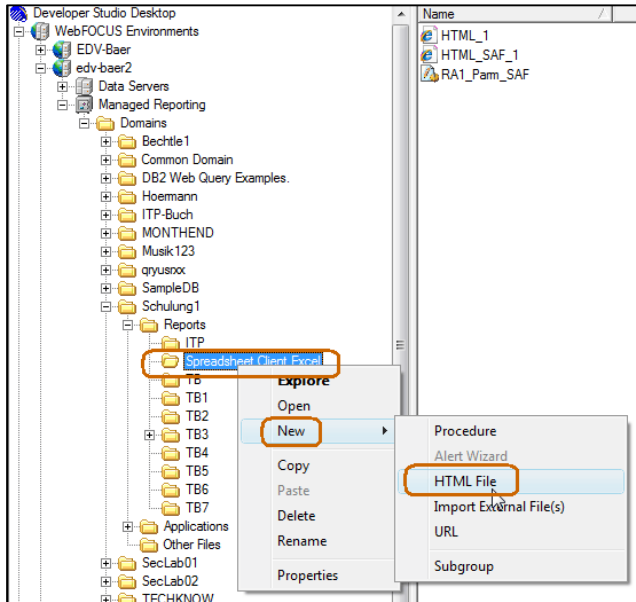 Developer Studio Desktop
WebFOCUS Environments
EDV-Baer
edv-baer2
Data Servers
Managed Reporting
Domains
Bechtle1
Common Domain
DB2 Web Query Examples.
Hoermann
ITP-Buch
MONTHEND
Musik123
qryusrxx
SampleDB
Schulung1
Reports
ITP
Spreadsheet Client Excel
TB
TB1
TB2
TB3
TB4
TB5
TB6
TB7
Applications
Other Files
SecLab01
SecLab02
TECHKNOW
Name
HTML_1
HTML_SAF_1
RA1_Parm_SAF
Explore
Open
New
Copy
Paste
Delete
Rename
Properties
Procedure
Alert Wizard
HTML File
Import External File(s)
URL
Subgroup